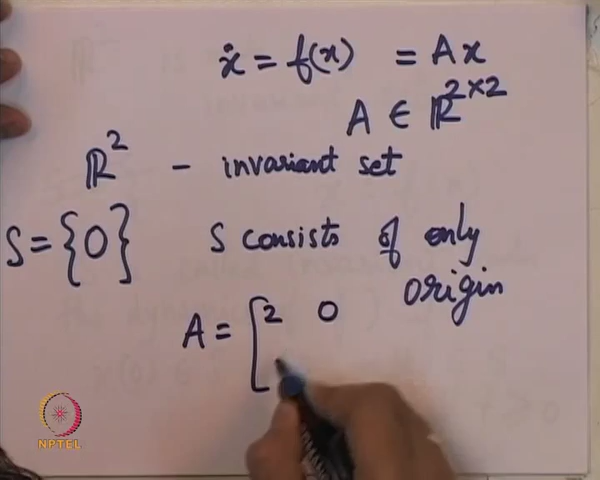 ẋ = f(x) = Ax
A ∈ ℝ^{2×2}
ℝ² - invariant set
S = {0} S consists of only
origin
A = [2 0
NPTEL